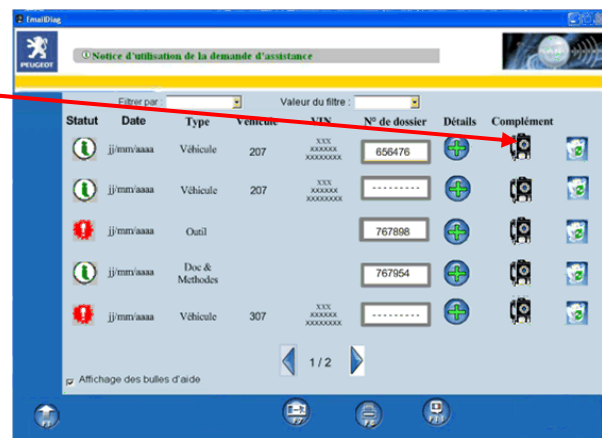 EmailDiag
PEUGEOT
Notice d'utilisation de la demande d'assistance
Filtrer par : Valeur du filtre :
Statut Date Type Véhicule VIN N° de dossier Détails Complément
jj/mm/aaaa Véhicule 207 xxx xxxxxx xxxxxxxx 656476
jj/mm/aaaa Véhicule 207 xxx xxxxxx xxxxxxxx ---------
jj/mm/aaaa Outil 767898
jj/mm/aaaa Doc & Methodes 767954
jj/mm/aaaa Véhicule 307 xxx xxxxxx xxxxxxxx ---------
1 / 2
Affichage des bulles d'aide